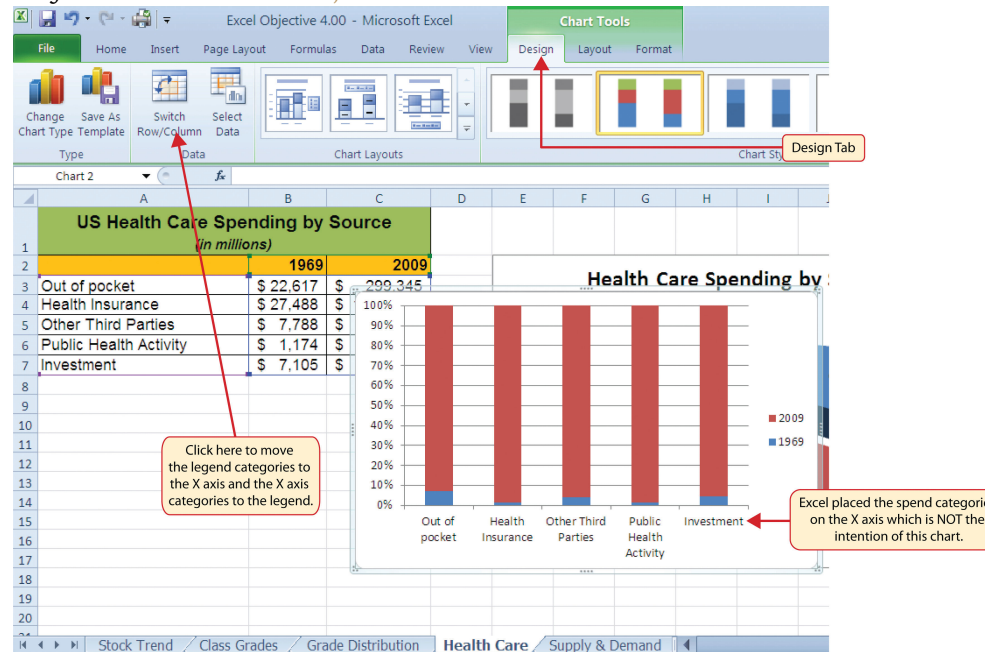 Excel Objective 4.00 - Microsoft Excel
Chart Tools
File Home Insert Page Layout Formulas Data Review View Design Layout Format
Change Chart Type
Save As Template
Switch Row/Column
Select Data
Type
Data
Chart Layouts
Chart Sty
Design Tab
Chart 2
fx
A B C D E F G H I
1
US Health Care Spending by Source
(in millions)
2 1969 2009
3 Out of pocket $ 22,617 $ 299,345
4 Health Insurance $ 27,488 $
5 Other Third Parties $ 7,788 $
6 Public Health Activity $ 1,174 $
7 Investment $ 7,105 $
8
9
10
11
12
13
14
15
16
17
18
19
20
Health Care Spending by
100%
90%
80%
70%
60%
50%
40%
30%
20%
10%
0%
Out of pocket
Health Insurance
Other Third Parties
Public Health Activity
Investment
2009
1969
Click here to move
the legend categories to
the X axis and the X axis
categories to the legend.
Excel placed the spend categorie
on the X axis which is NOT the
intention of this chart.
Stock Trend Class Grades Grade Distribution Health Care Supply & Demand